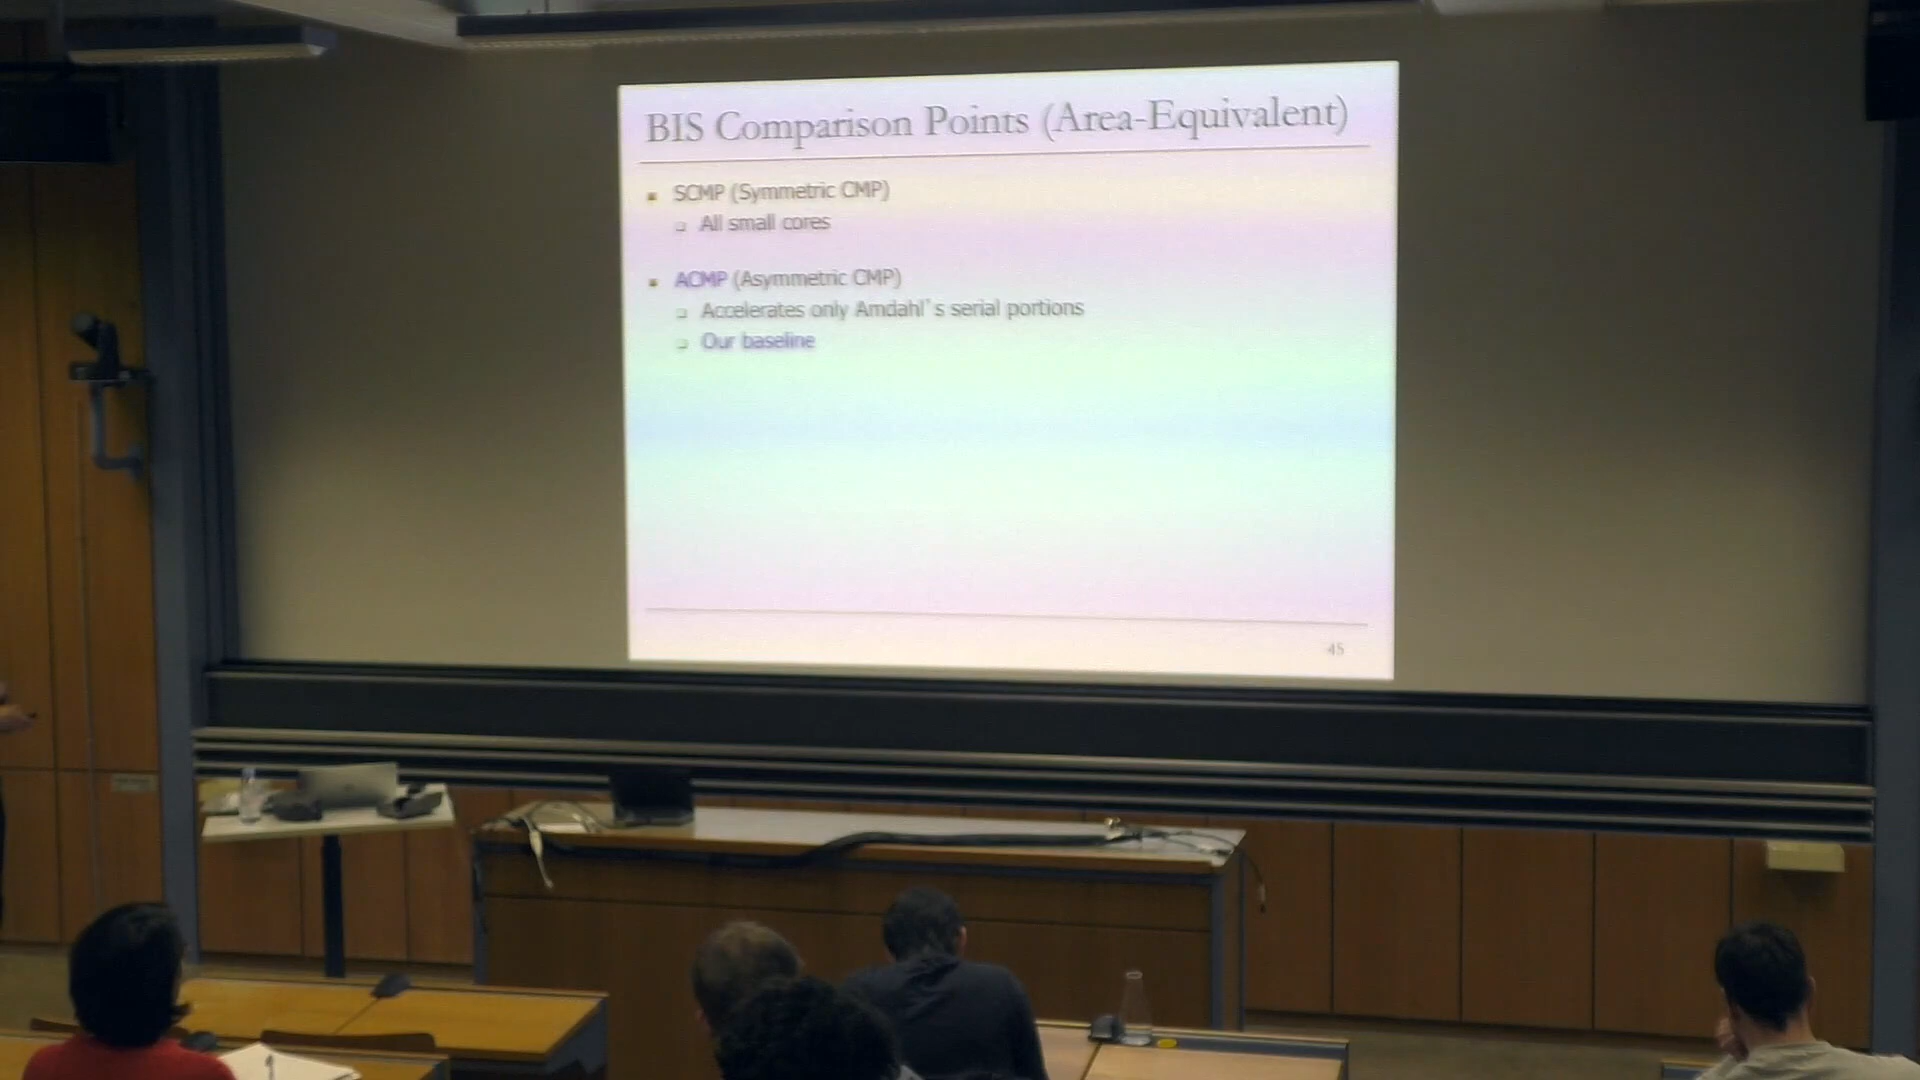 BIS Comparison Points (Area-Equivalent)
SCMP (Symmetric CMP)
All small cores
ACMP (Asymmetric CMP)
Accelerates only Amdahl's serial portions
Our baseline
45